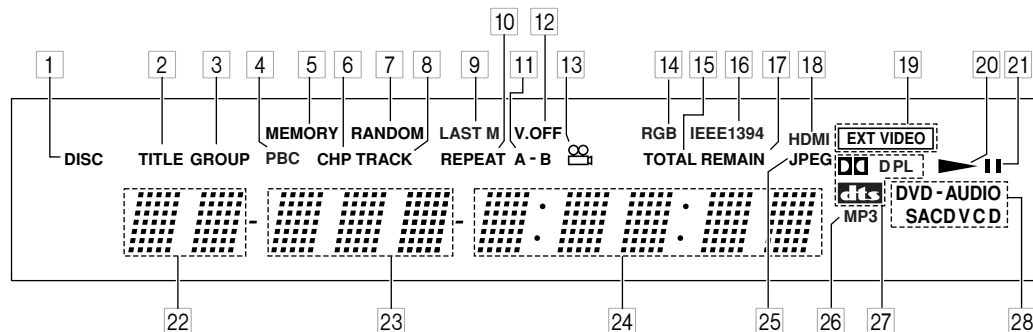 10 12
1 2 3 4 5 6 7 8 9 11 13 14 15 16 17 18 19 20 21
MEMORY RANDOM LAST M V.OFF RGB IEEE1394 HDMI EXT VIDEO
DISC TITLE GROUP PBC CHP TRACK REPEAT A - B TOTAL REMAIN JPEG D PL
dts DVD - AUDIO
MP3 SACD V C D
22 23 24 25 26 27 28